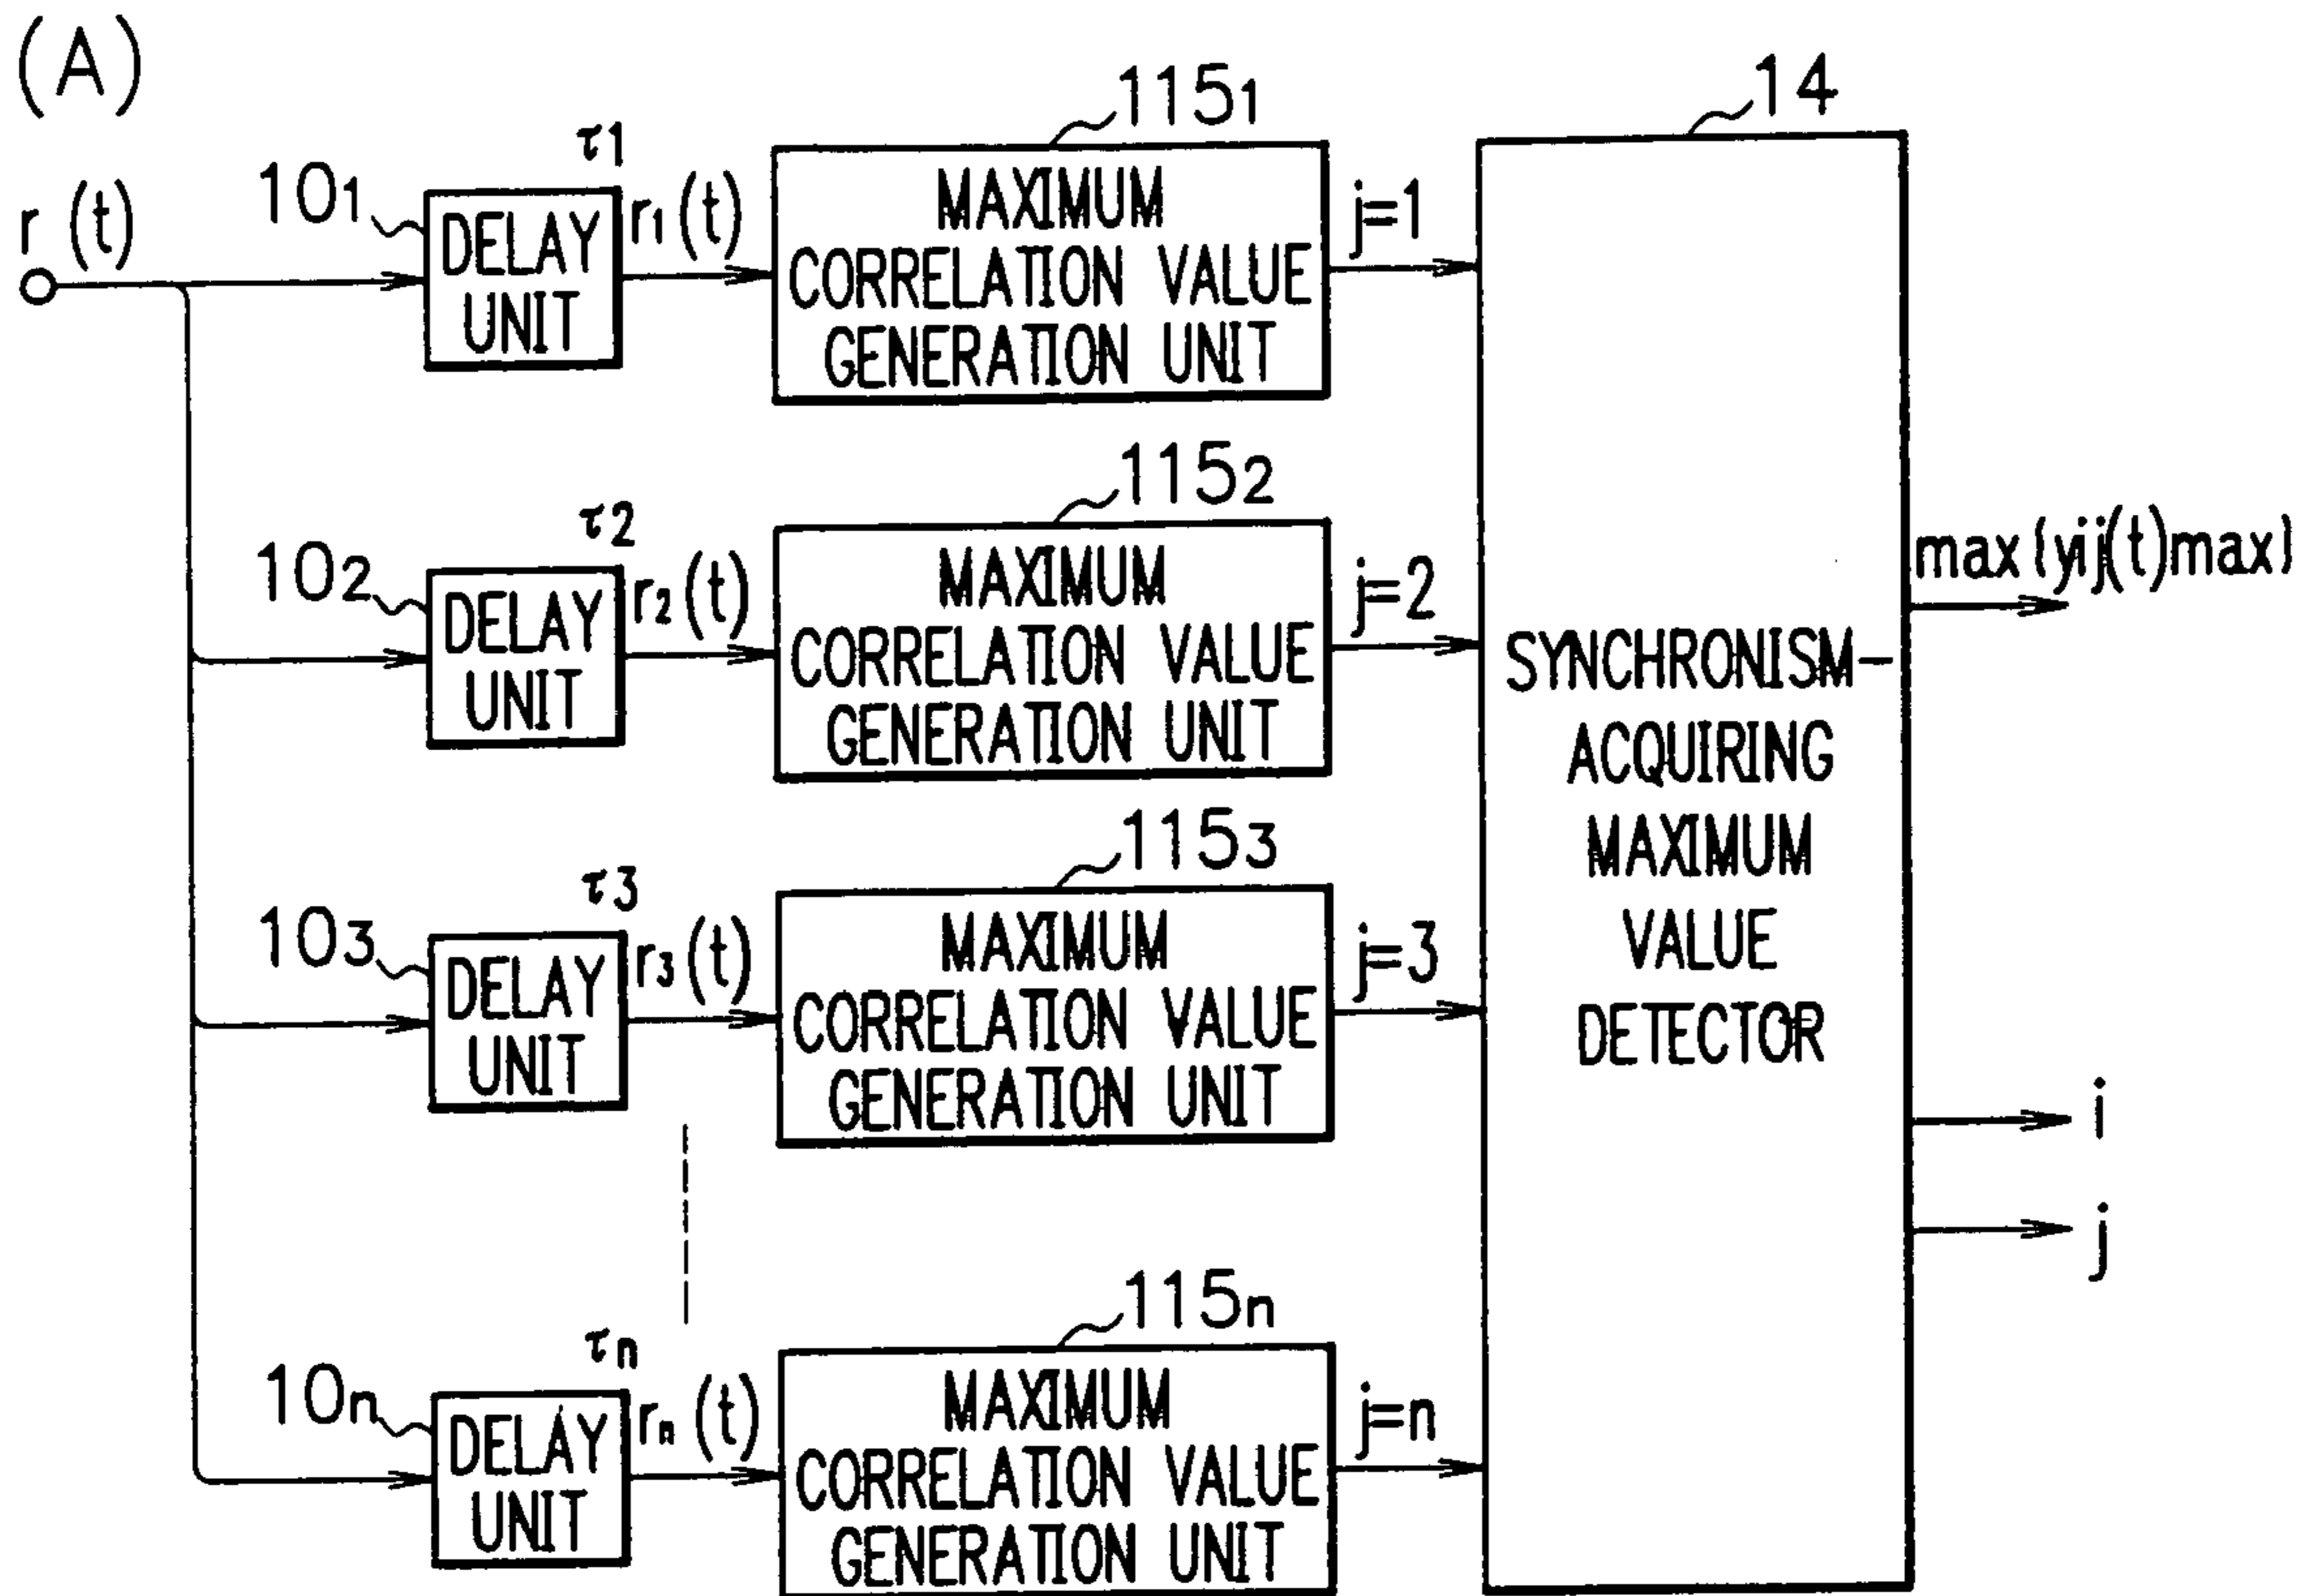 (A)
r (t)
10₁
τ1
DELAY
UNIT
r₁ (t)
115₁
MAXIMUM
CORRELATION VALUE
GENERATION UNIT
j=1
10₂
τ2
DELAY
UNIT
r₂ (t)
115₂
MAXIMUM
CORRELATION VALUE
GENERATION UNIT
j=2
10₃
τ3
DELAY
UNIT
r₃ (t)
115₃
MAXIMUM
CORRELATION VALUE
GENERATION UNIT
j=3
10n
τn
DELAY
UNIT
rₙ (t)
115n
MAXIMUM
CORRELATION VALUE
GENERATION UNIT
j=n
14
SYNCHRONISM-
ACQUIRING
MAXIMUM
VALUE
DETECTOR
max{yij(t)max}
i
j